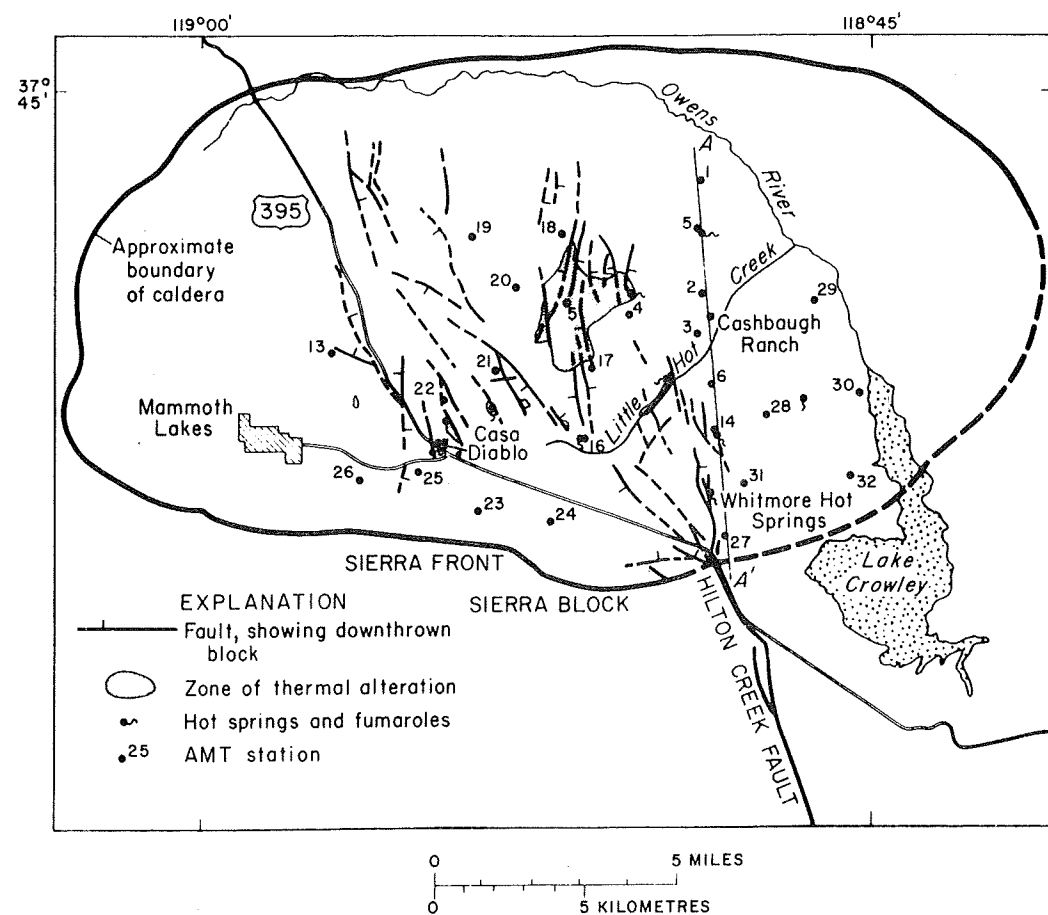 119°00'
118°45'
37°
45'
Owens
River
A
1
395
5
19
18
Creek
Approximate
boundary
of caldera
20
2
29
5
4
3
Cashbaugh
Ranch
13
21
17
Hot
6
30
22
Little
28
Mammoth
Lakes
14
Casa
Diablo
16
26
25
31
32
Whitmore Hot
Springs
23
24
27
Lake
Crowley
SIERRA FRONT
A'
SIERRA BLOCK
HILTON CREEK FAULT
EXPLANATION
Fault, showing downthrown
block
Zone of thermal alteration
Hot springs and fumaroles
25
AMT station
0
5 MILES
0
5 KILOMETRES